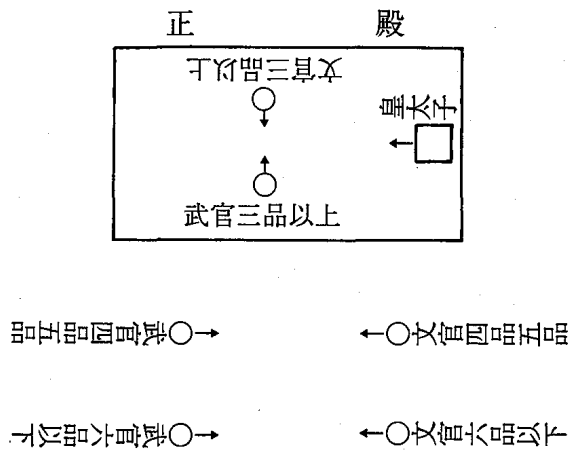 正殿
文官三品以上
皇太子
武官三品以上
武官四品五品
文官四品五品
武官六品以下
文官六品以下